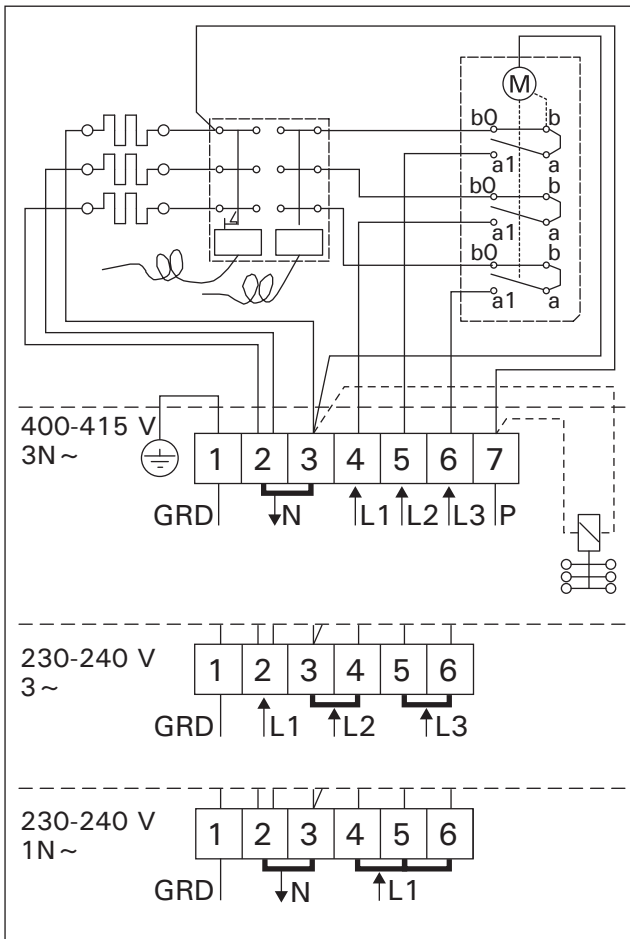 M
b0 b
a1 a
b0 b
a1 a
b0 b
a1 a
400-415 V
3N~
1 2 3 4 5 6 7
GRD N L1 L2 L3 P
230-240 V
3~
1 2 3 4 5 6
GRD L1 L2 L3
230-240 V
1N~
1 2 3 4 5 6
GRD N L1